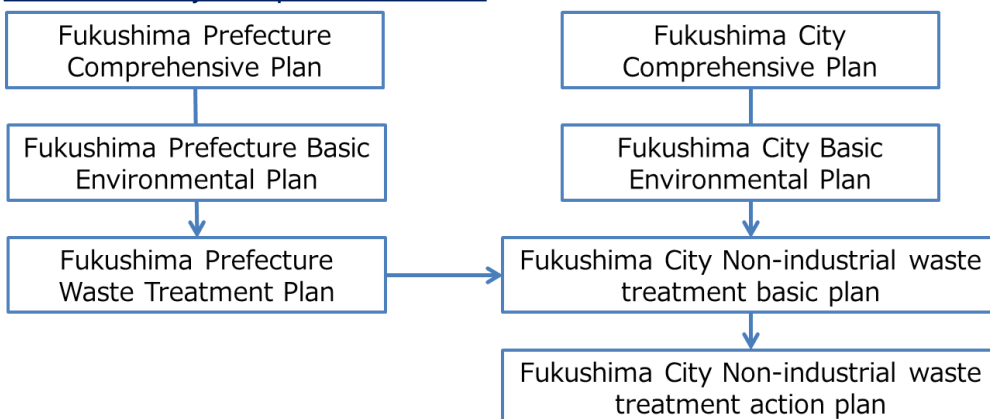 Fukushima Prefecture
Comprehensive Plan
Fukushima City
Comprehensive Plan
Fukushima Prefecture Basic
Environmental Plan
Fukushima City Basic
Environmental Plan
Fukushima Prefecture
Waste Treatment Plan
Fukushima City Non-industrial waste
treatment basic plan
Fukushima City Non-industrial waste
treatment action plan